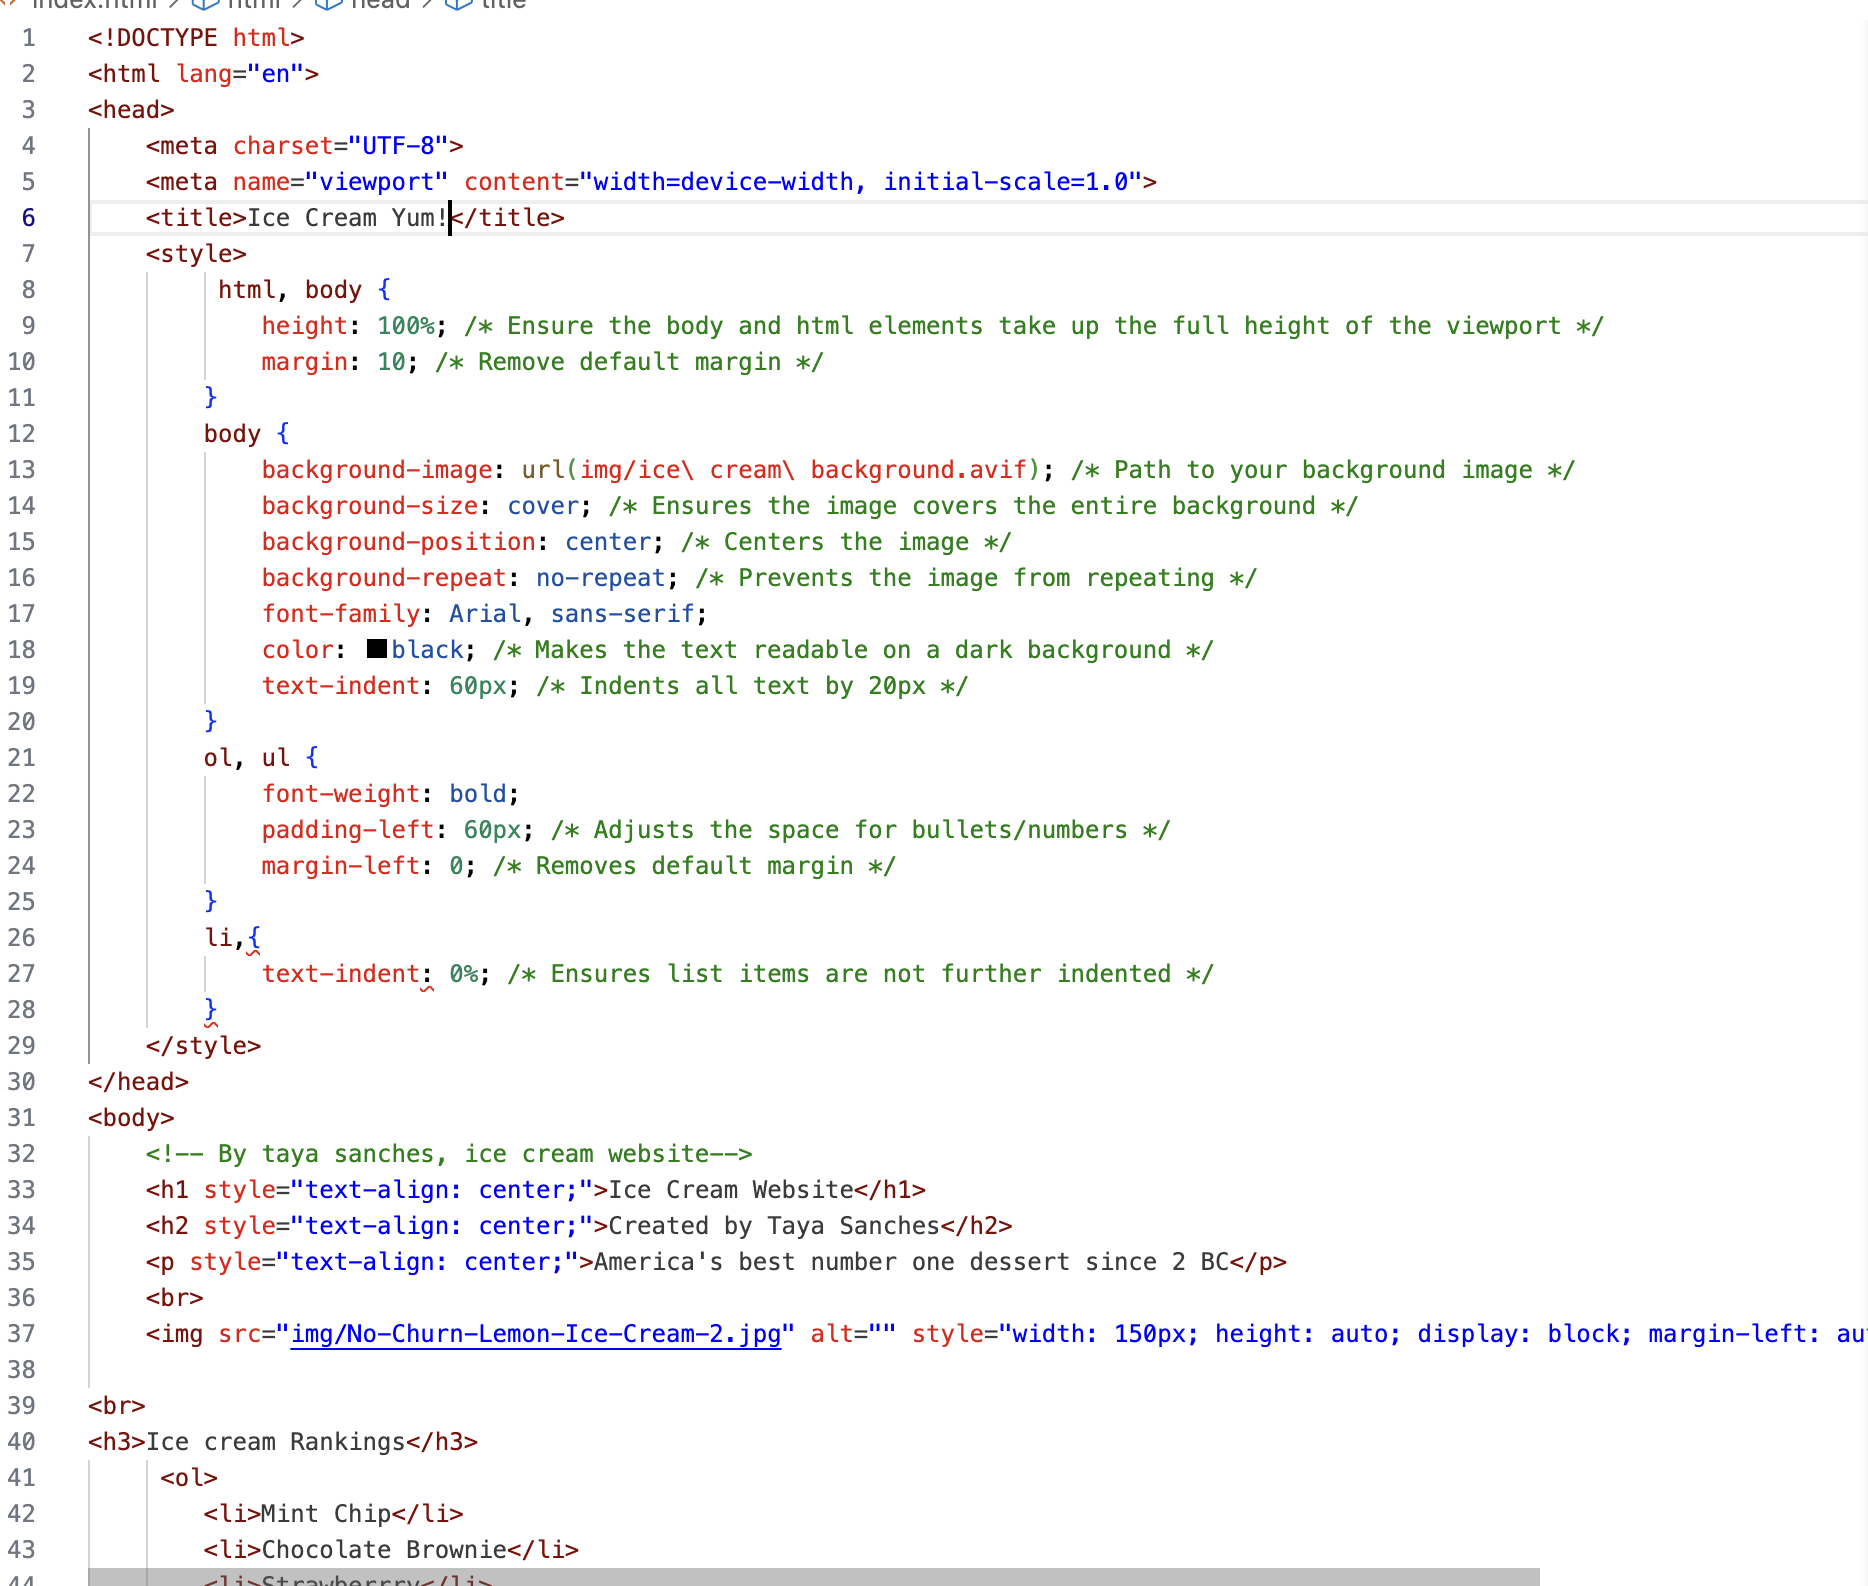 index.html > html > head > title
1 <!DOCTYPE html>
2 <html lang="en">
3 <head>
4 <meta charset="UTF-8">
5 <meta name="viewport" content="width=device-width, initial-scale=1.0">
6 <title>Ice Cream Yum!</title>
7 <style>
8 html, body {
9 height: 100%; /* Ensure the body and html elements take up the full height of the viewport */
10 margin: 10; /* Remove default margin */
11 }
12 body {
13 background-image: url(img/ice\ cream\ background.avif); /* Path to your background image */
14 background-size: cover; /* Ensures the image covers the entire background */
15 background-position: center; /* Centers the image */
16 background-repeat: no-repeat; /* Prevents the image from repeating */
17 font-family: Arial, sans-serif;
18 color: black; /* Makes the text readable on a dark background */
19 text-indent: 60px; /* Indents all text by 20px */
20 }
21 ol, ul {
22 font-weight: bold;
23 padding-left: 60px; /* Adjusts the space for bullets/numbers */
24 margin-left: 0; /* Removes default margin */
25 }
26 li,{
27 text-indent: 0%; /* Ensures list items are not further indented */
28 }
29 </style>
30 </head>
31 <body>
32 <!-- By taya sanches, ice cream website-->
33 <h1 style="text-align: center;">Ice Cream Website</h1>
34 <h2 style="text-align: center;">Created by Taya Sanches</h2>
35 <p style="text-align: center;">America's best number one dessert since 2 BC</p>
36 <br>
37 <img src="img/No-Churn-Lemon-Ice-Cream-2.jpg" alt="" style="width: 150px; height: auto; display: block; margin-left: au
38
39 <br>
40 <h3>Ice cream Rankings</h3>
41 <ol>
42 <li>Mint Chip</li>
43 <li>Chocolate Brownie</li>
44 <li>Strawberrry</li>